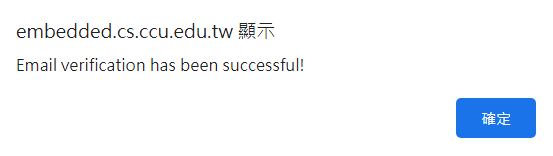 embedded.cs.ccu.edu.tw 顯示
Email verification has been successful!
確定